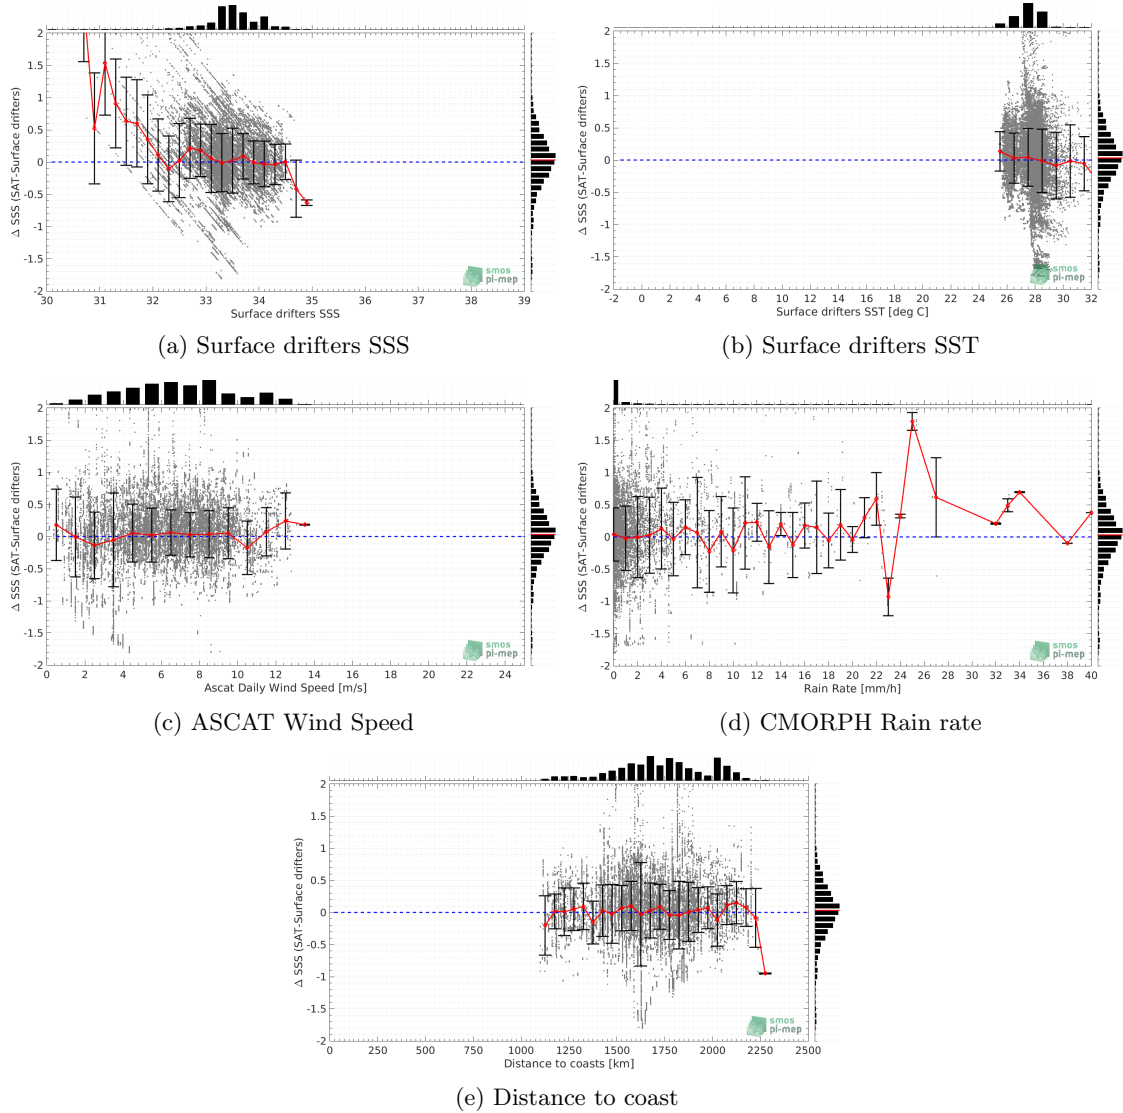 2
1.5
1
0.5
0
-0.5
-1
-1.5
-2
Δ SSS (SAT-Surface drifters)
30 31 32 33 34 35 36 37 38 39
Surface drifters SSS
smos
pi-mep
(a) Surface drifters SSS
2
1.5
1
0.5
0
-0.5
-1
-1.5
-2
Δ SSS (SAT-Surface drifters)
-2 0 2 4 6 8 10 12 14 16 18 20 22 24 26 28 30 32
Surface drifters SST [deg C]
smos
pi-mep
(b) Surface drifters SST
2
1.5
1
0.5
0
-0.5
-1
-1.5
-2
Δ SSS (SAT-Surface drifters)
0 2 4 6 8 10 12 14 16 18 20 22 24
Ascat Daily Wind Speed [m/s]
smos
pi-mep
(c) ASCAT Wind Speed
2
1.5
1
0.5
0
-0.5
-1
-1.5
-2
Δ SSS (SAT-Surface drifters)
0 2 4 6 8 10 12 14 16 18 20 22 24 26 28 30 32 34 36 38 40
Rain Rate [mm/h]
smos
pi-mep
(d) CMORPH Rain rate
2
1.5
1
0.5
0
-0.5
-1
-1.5
-2
Δ SSS (SAT-Surface drifters)
0 250 500 750 1000 1250 1500 1750 2000 2250 2500
Distance to coasts [km]
smos
pi-mep
(e) Distance to coast